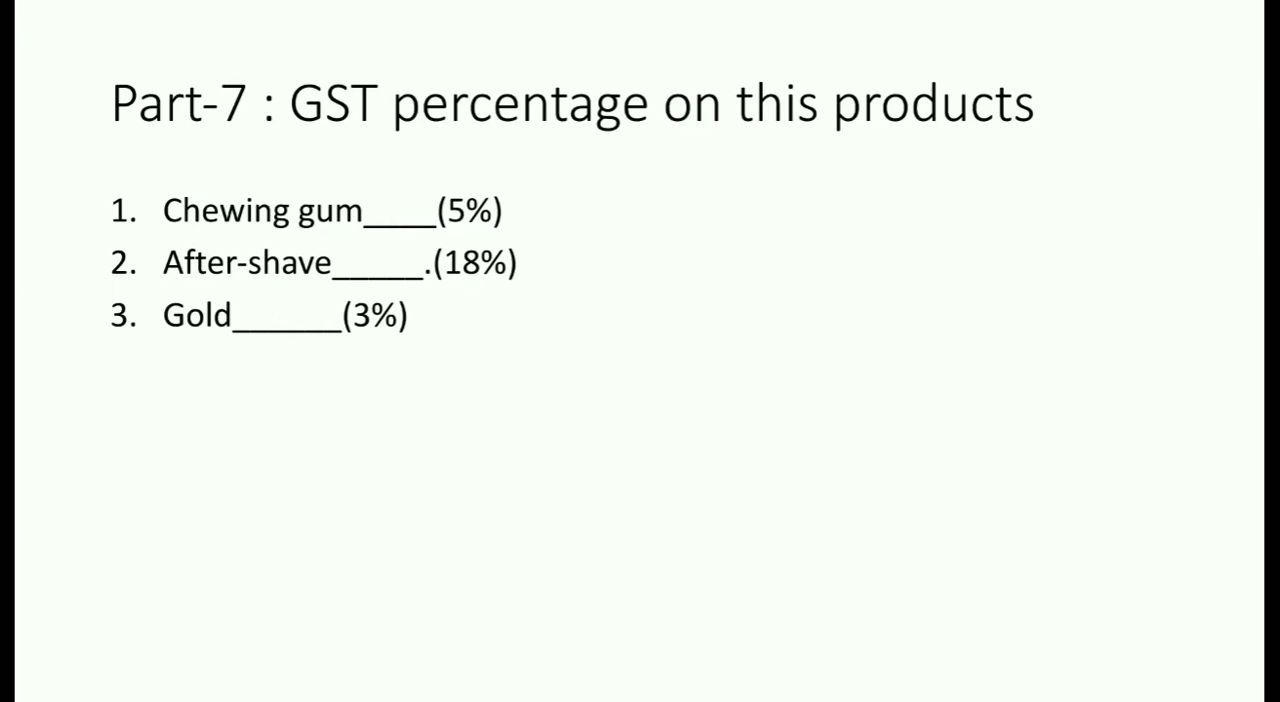 Part-7 : GST percentage on this products
1. Chewing gum____(5%)
2. After-shave_____.(18%)
3. Gold______(3%)